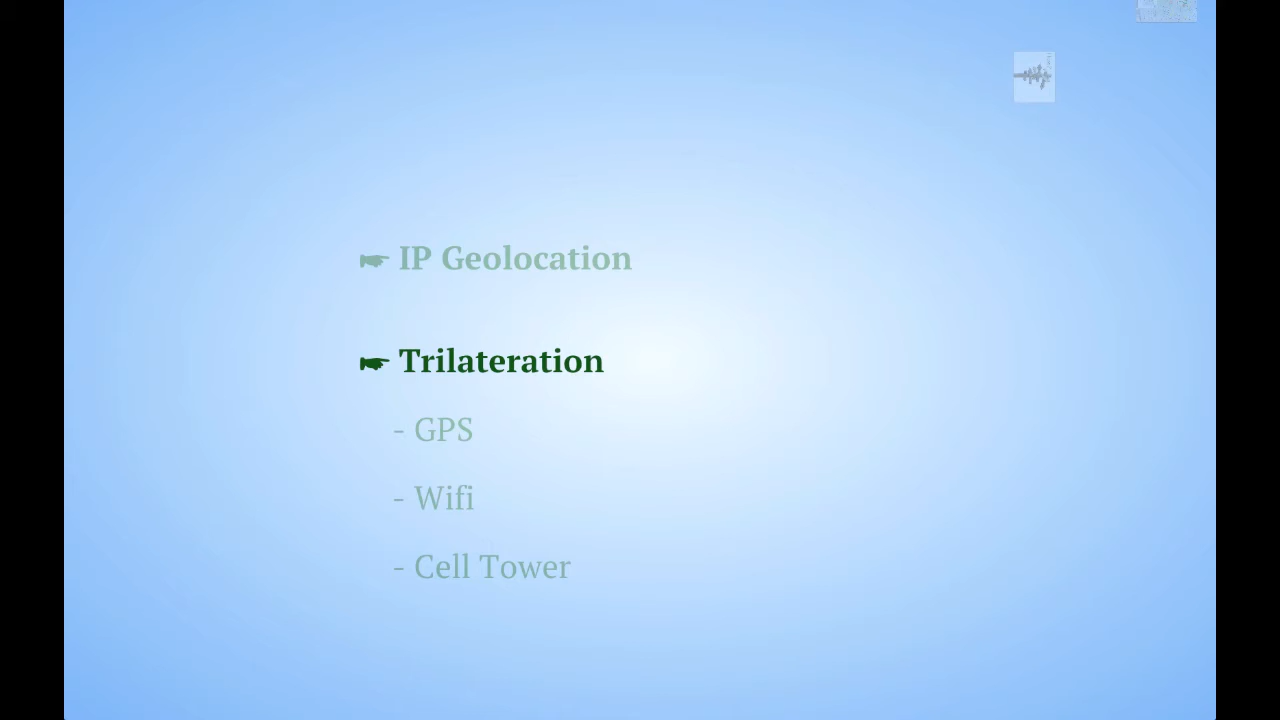 ☛ IP Geolocation
☛ Trilateration
- GPS
- Wifi
- Cell Tower